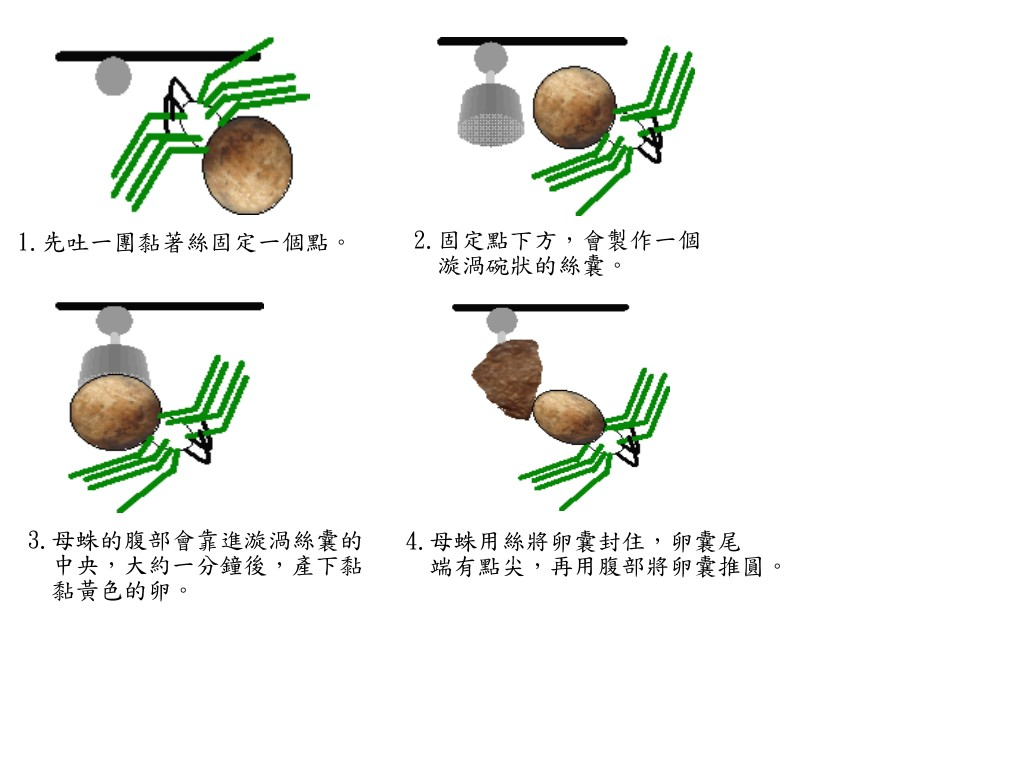 1.先吐一團黏著絲固定一個點。
2.固定點下方，會製作一個
漩渦碗狀的絲囊。
3.母蛛的腹部會靠進漩渦絲囊的
中央，大約一分鐘後，產下黏
黏黃色的卵。
4.母蛛用絲將卵囊封住，卵囊尾
端有點尖，再用腹部將卵囊推圓。